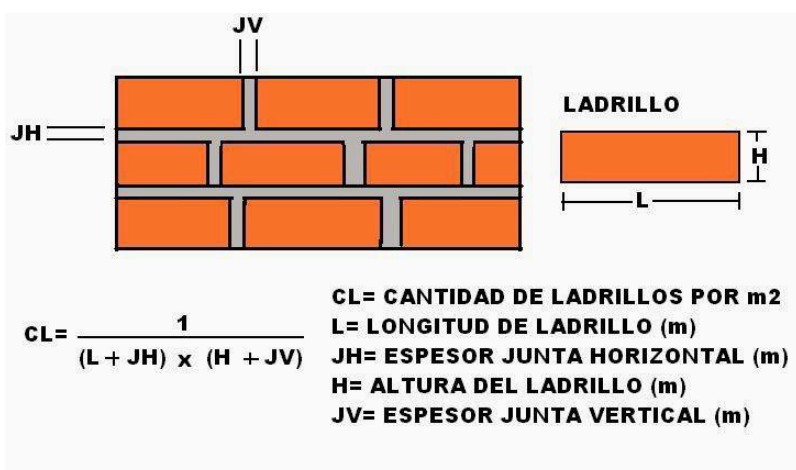 JV
JH
LADRILLO
H
L
CL= 1
(L + JH) x (H + JV)
CL= CANTIDAD DE LADRILLOS POR m2
L= LONGITUD DE LADRILLO (m)
JH= ESPESOR JUNTA HORIZONTAL (m)
H= ALTURA DEL LADRILLO (m)
JV= ESPESOR JUNTA VERTICAL (m)